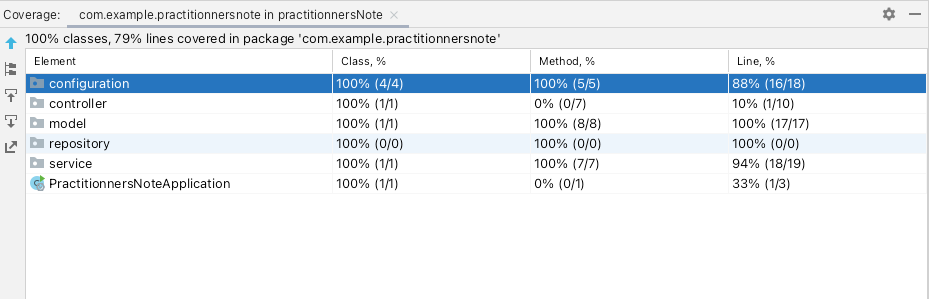 Coverage: com.example.practitionnersnote in practitionnersNote
100% classes, 79% lines covered in package 'com.example.practitionnersnote'
Element Class, % Method, % Line, %
configuration 100% (4/4) 100% (5/5) 88% (16/18)
controller 100% (1/1) 0% (0/7) 10% (1/10)
model 100% (1/1) 100% (8/8) 100% (17/17)
repository 100% (0/0) 100% (0/0) 100% (0/0)
service 100% (1/1) 100% (7/7) 94% (18/19)
PractitionnersNoteApplication 100% (1/1) 0% (0/1) 33% (1/3)